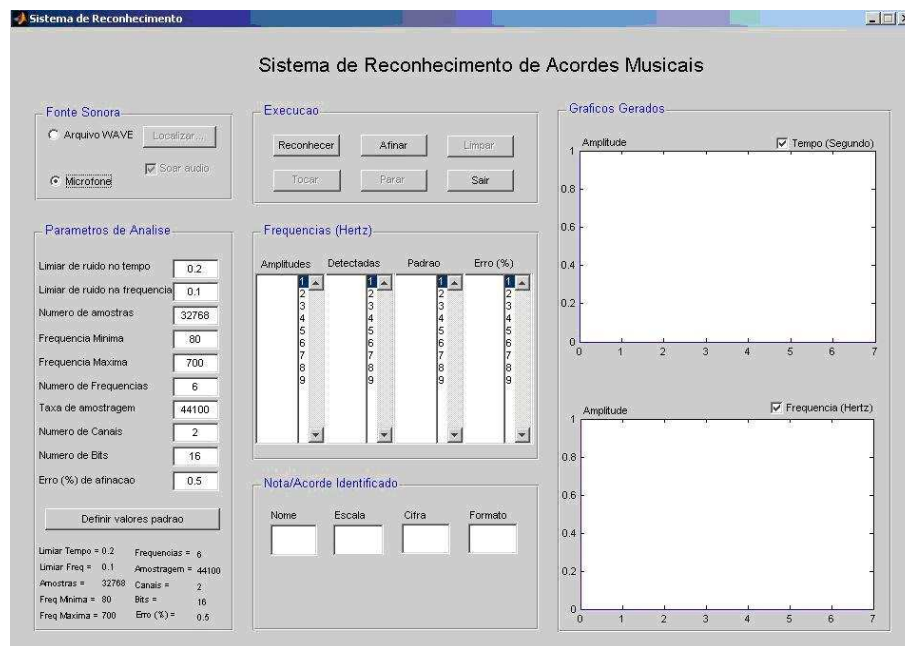 Sistema de Reconhecimento
Sistema de Reconhecimento de Acordes Musicais
Fonte Sonora
Arquivo WAVE
Localizar...
Soar audio
Microfone
Execucao
Reconhecer
Afinar
Limpar
Tocar
Parar
Sair
Parametros de Analise
Limiar de ruido no tempo 0.2
Limiar de ruido na frequencia 0.1
Numero de amostras 32768
Frequencia Minima 80
Frequencia Maxima 700
Numero de Frequencias 6
Taxa de amostragem 44100
Numero de Canais 2
Numero de Bits 16
Erro (%) de afinacao 0.5
Definir valores padrao
Limiar Tempo = 0.2 Frequencias = 6
Limiar Freq = 0.1 Amostragem = 44100
Amostras = 32768 Canais = 2
Freq Minima = 80 Bits = 16
Freq Maxima = 700 Erro (%) = 0.5
Frequencias (Hertz)
Amplitudes Detectadas Padrao Erro (%)
1 1 1 1
2 2 2 2
3 3 3 3
4 4 4 4
5 5 5 5
6 6 6 6
7 7 7 7
8 8 8 8
9 9 9 9
Nota/Acorde Identificado
Nome Escala Cifra Formato
Graficos Gerados
Amplitude Tempo (Segundo)
1
0.8
0.6
0.4
0.2
0
0 1 2 3 4 5 6 7
Amplitude Frequencia (Hertz)
1
0.8
0.6
0.4
0.2
0
0 1 2 3 4 5 6 7